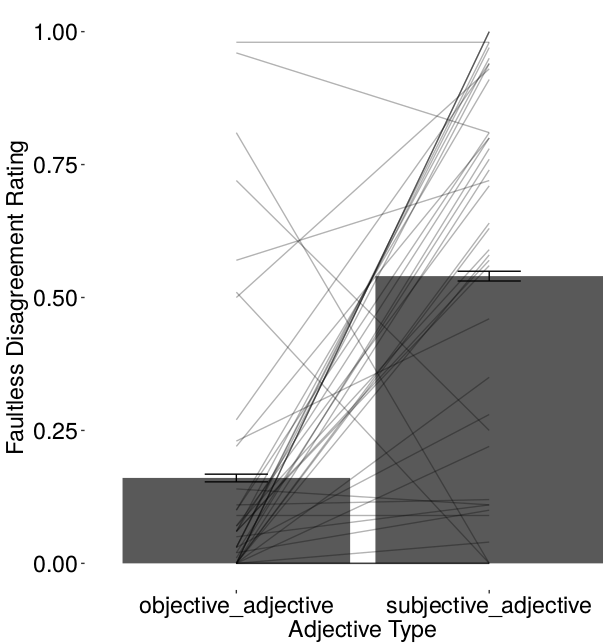 1.00
0.75
0.50
0.25
0.00
Faultless Disagreement Rating
objective_adjective
subjective_adjective
Adjective Type